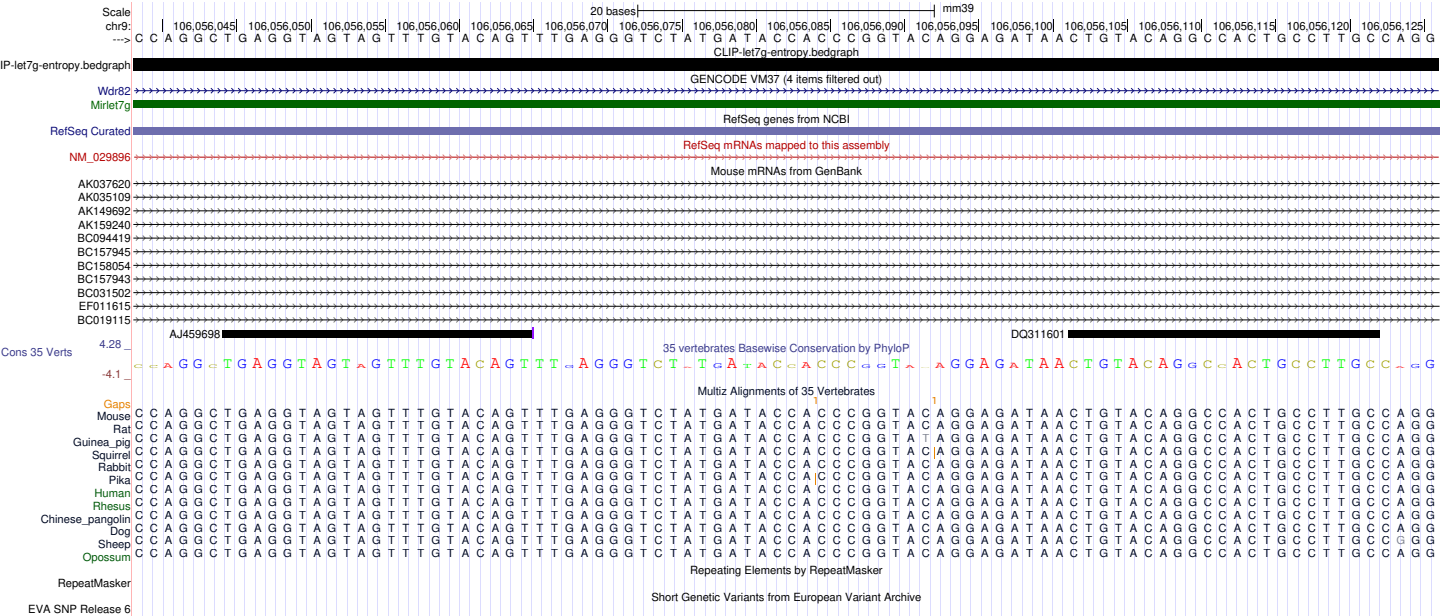 Scale 20 bases mm39
chr9: 106,056,045 106,056,050 106,056,055 106,056,060 106,056,065 106,056,070 106,056,075 106,056,080 106,056,085 106,056,090 106,056,095 106,056,100 106,056,105 106,056,110 106,056,115 106,056,120 106,056,125
---> C C A G G C T G A G G T A G T A G T T T G T A C A G T T T G A G G G T C T A T G A T A C C A C C C G G T A C A G G A G A T A A C T G T A C A G G C C A C T G C C T T G C C A G G
CLIP-let7g-entropy.bedgraph
IP-let7g-entropy.bedgraph
GENCODE VM37 (4 items filtered out)
Wdr82
Mirlet7g
RefSeq genes from NCBI
RefSeq Curated
RefSeq mRNAs mapped to this assembly
NM_029896
Mouse mRNAs from GenBank
AK037620
AK035109
AK149692
AK159240
BC094419
BC157945
BC158054
BC157943
BC031502
EF011615
BC019115
AJ459698 DQ311601
4.28 _
35 vertebrates Basewise Conservation by PhyloP
Cons 35 Verts
A G G T G A G G T A G T A G T T T G T A C A G T T T G A G G G T C T T G A T A C C A C C C G G T A A G G A G A T A A C T G T A C A G G C C A C T G C C T T G C C G G
-4.1 _
Multiz Alignments of 35 Vertebrates
Gaps 1 1
Mouse C C A G G C T G A G G T A G T A G T T T G T A C A G T T T G A G G G T C T A T G A T A C C A C C C G G T A C A G G A G A T A A C T G T A C A G G C C A C T G C C T T G C C A G G
Rat C C A G G C T G A G G T A G T A G T T T G T A C A G T T T G A G G G T C T A T G A T A C C A C C C G G T A C A G G A G A T A A C T G T A C A G G C C A C T G C C T T G C C A G G
Guinea_pig C C A G G C T G A G G T A G T A G T T T G T A C A G T T T G A G G G T C T A T G A T A C C A C C C G G T A T A G G A G A T A A C T G T A C A G G C C A C T G C C T T G C C A G G
Squirrel C C A G G C T G A G G T A G T A G T T T G T A C A G T T T G A G G G T C T A T G A T A C C A C C C G G T A C A G G A G A T A A C T G T A C A G G C C A C T G C C T T G C C A G G
Rabbit C C A G G C T G A G G T A G T A G T T T G T A C A G T T T G A G G G T C T A T G A T A C C A C C C G G T A C A G G A G A T A A C T G T A C A G G C C A C T G C C T T G C C A G G
Pika C C A G G C T G A G G T A G T A G T T T G T A C A G T T T G A G G G T C T A T G A T A C C A C C C G G T A C A G G A G A T A A C T G T A C A G G C C A C T G C C T T G C C A G G
Human C C A G G C T G A G G T A G T A G T T T G T A C A G T T T G A G G G T C T A T G A T A C C A C C C G G T A C A G G A G A T A A C T G T A C A G G C C A C T G C C T T G C C A G G
Rhesus C C A G G C T G A G G T A G T A G T T T G T A C A G T T T G A G G G T C T A T G A T A C C A C C C G G T A C A G G A G A T A A C T G T A C A G G C C A C T G C C T T G C C A G G
Chinese_pangolin C C A G G C T G A G G T A G T A G T T T G T A C A G T T T G A G G G T C T A T G A T A C C A C C C G G T A C A G G A G A T A A C T G T A C A G G C C A C T G C C T T G C C A G G
Dog C C A G G C T G A G G T A G T A G T T T G T A C A G T T T G A G G G T C T A T G A T A C C A C C C G G T A C A G G A G A T A A C T G T A C A G G C C A C T G C C T T G C C A G G
Sheep C C A G G C T G A G G T A G T A G T T T G T A C A G T T T G A G G G T C T A T G A T A C C A C C C G G T A C A G G A G A T A A C T G T A C A G G C C A C T G C C T T G C C G G G
Opossum C C A G G C T G A G G T A G T A G T T T G T A C A G T T T G A G G G T C T A T G A T A C C A C C C G G T A C A G G A G A T A A C T G T A C A G G C C A C T G C C T T G C C A G G
Repeating Elements by RepeatMasker
RepeatMasker
Short Genetic Variants from European Variant Archive
EVA SNP Release 6